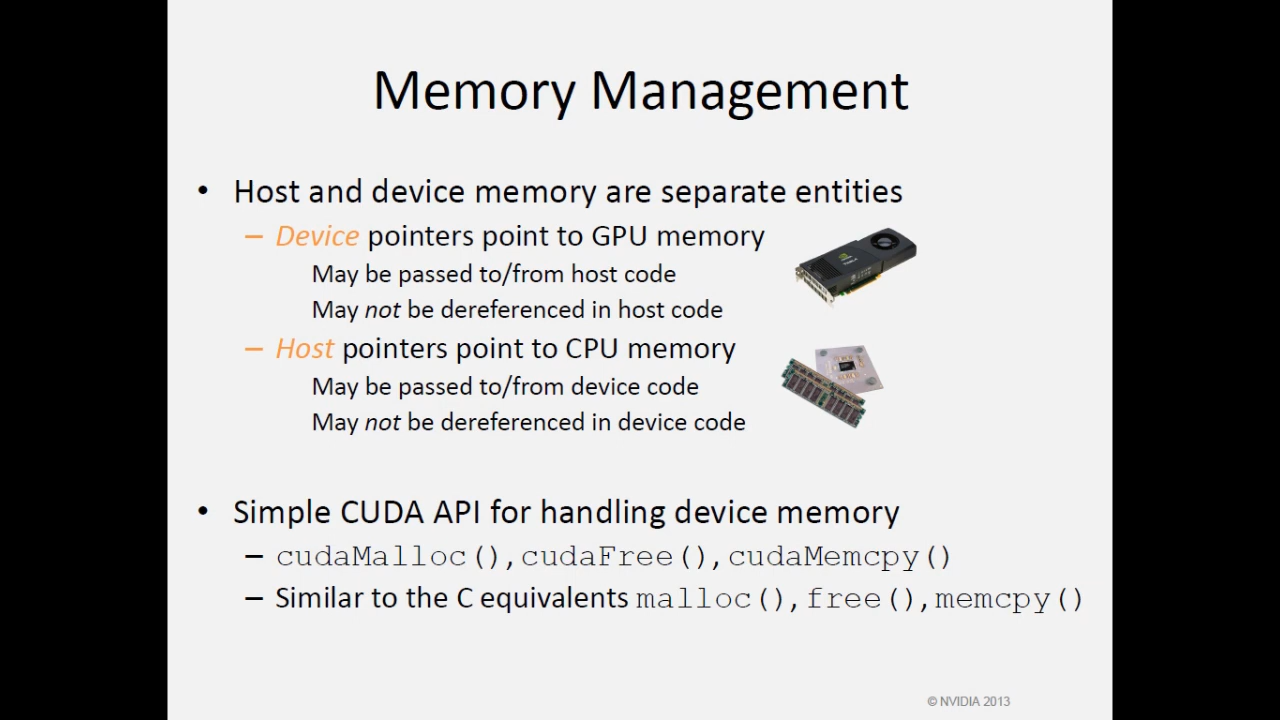 Memory Management
• Host and device memory are separate entities
– Device pointers point to GPU memory
May be passed to/from host code
May not be dereferenced in host code
– Host pointers point to CPU memory
May be passed to/from device code
May not be dereferenced in device code
• Simple CUDA API for handling device memory
– cudaMalloc(), cudaFree(), cudaMemcpy()
– Similar to the C equivalents malloc(), free(), memcpy()
© NVIDIA 2013